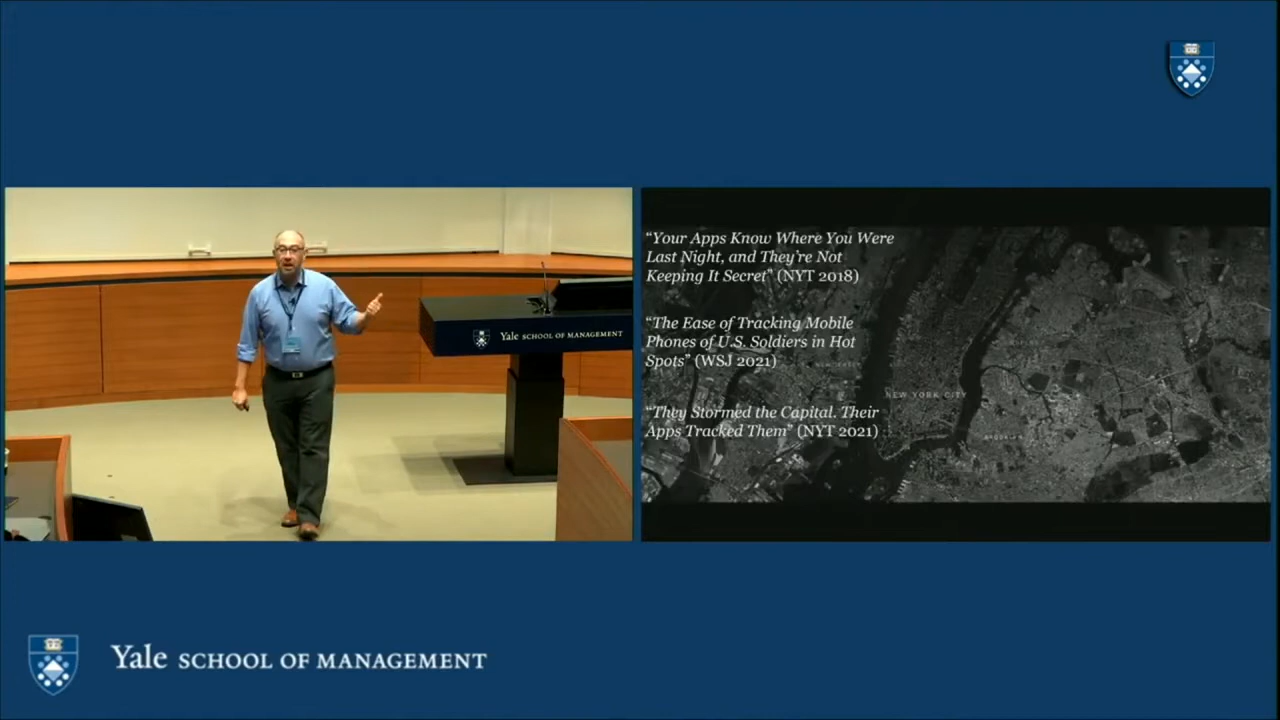 "Your Apps Know Where You Were
Last Night, and They're Not
Keeping It Secret" (NYT 2018)
"The Ease of Tracking Mobile
Phones of U.S. Soldiers in Hot
Spots" (WSJ 2021)
"They Stormed the Capital. Their
Apps Tracked Them" (NYT 2021)
NEW YORK CITY
BROOKLYN
Yale SCHOOL OF MANAGEMENT
Yale SCHOOL OF MANAGEMENT